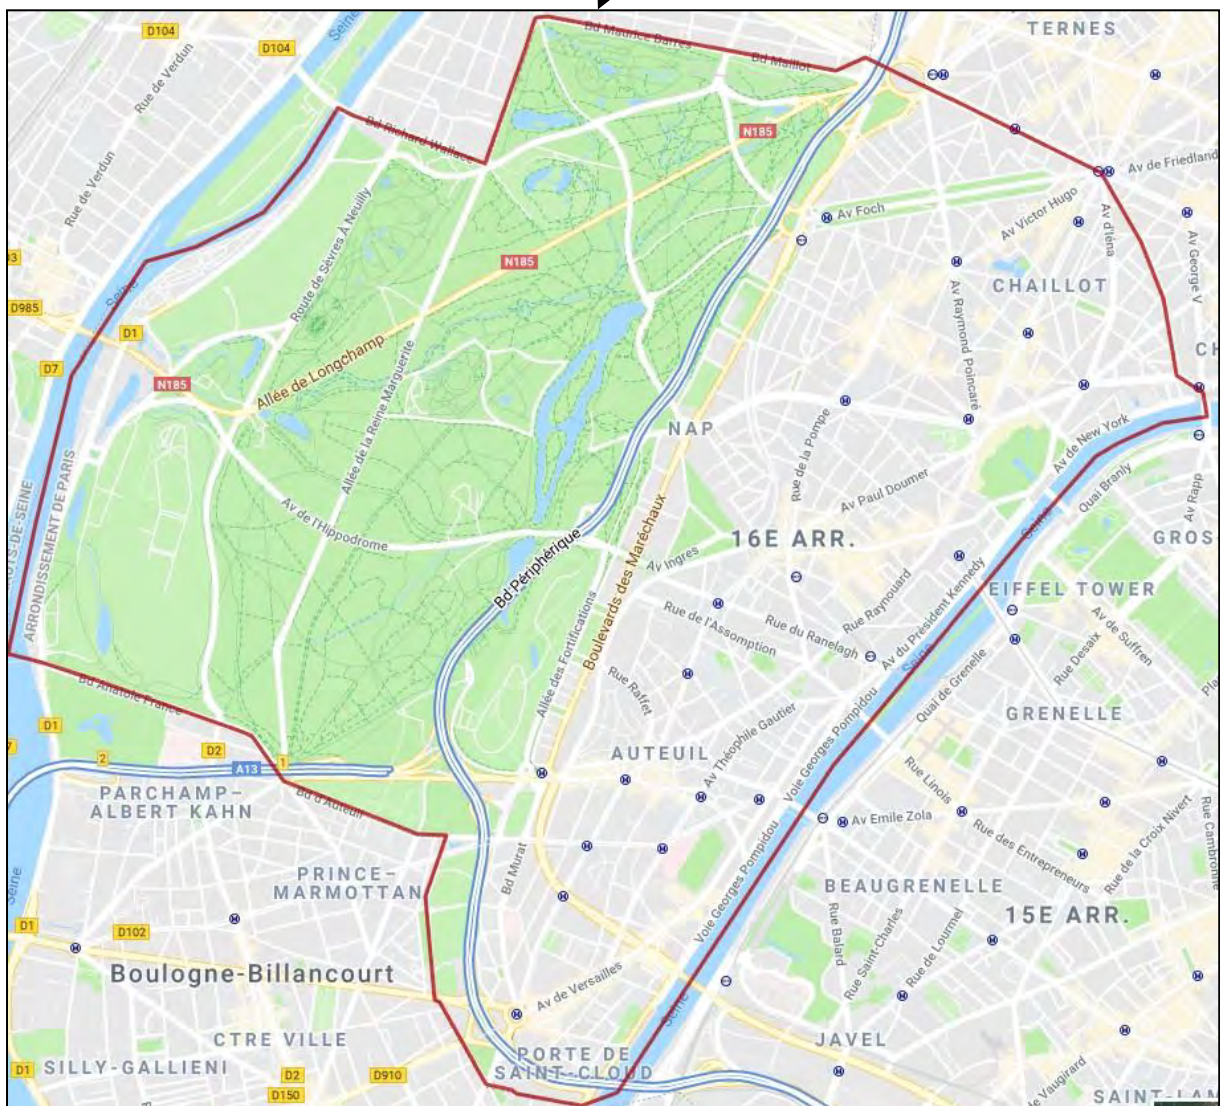 D104
D104
Seine
Rue de Verdun
Rue de Verdun
Bd Maurice Barrès
Bd Maillot
TERNES
Bd Richard Wallace
N185
Av de Friedland
Av Foch
Av Victor Hugo
Av d'Iéna
Av George V
Route de Sèvres À Neuilly
N185
Seine
D985
D1
D7
CHAILLOT
Av Raymond Poincaré
N185
Allée de Longchamp
Allée de la Reine Marguerite
NAP
Rue de la Pompe
Av de New York
Quai Branly
Av Rapp
Av Paul Doumer
ARRONDISSEMENT DE PARIS
Av de l'Hippodrome
Bd Périphérique
Boulevards des Maréchaux
16E ARR.
Seine
GROS-
Av Ingres
Rue de l'Assomption
Rue du Ranelagh
Rue Raynouard
Av du Président Kennedy
EIFFEL TOWER
Av de Suffren
Rue Desaix
Seine
Quai de Grenelle
Allée des Fortifications
Rue Raffet
Bd Anatole France
D1
D2
2
A13
1
AUTEUIL
Av Théophile Gautier
Voie Georges Pompidou
GRENELLE
PARCHAMP-
ALBERT KAHN
Bd d'Auteuil
Rue Linois
Av Emile Zola
Rue des Entrepreneurs
Rue de la Croix Nivert
Rue Cambronne
Seine
PRINCE-
MARMOTTAN
Bd Murat
Voie Georges Pompidou
BEAUGRENELLE
Rue Balard
Rue Saint-Charles
Rue de Lourmel
15E ARR.
D1
D102
Boulogne-Billancourt
Av de Versailles
Seine
CTRE VILLE
PORTE DE
SAINT-CLOUD
JAVEL
D1
SILLY-GALLIENI
D2
D910
D150
de Vaugirard